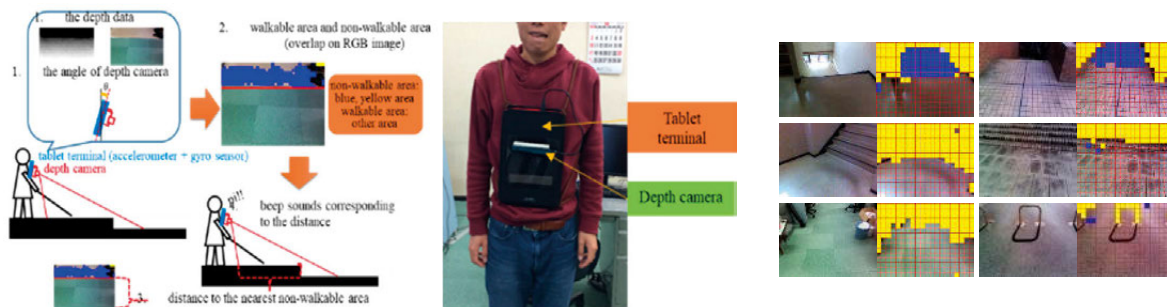 1. the depth data
1. the angle of depth camera
θ
tablet terminal (accelerometer + gyro sensor)
depth camera
2. walkable area and non-walkable area
(overlap on RGB image)
non-walkable area:
blue, yellow area
walkable area:
other area
beep sounds corresponding
to the distance
pi!!!
3. distance to the nearest non-walkable area
Tablet
terminal
Depth camera